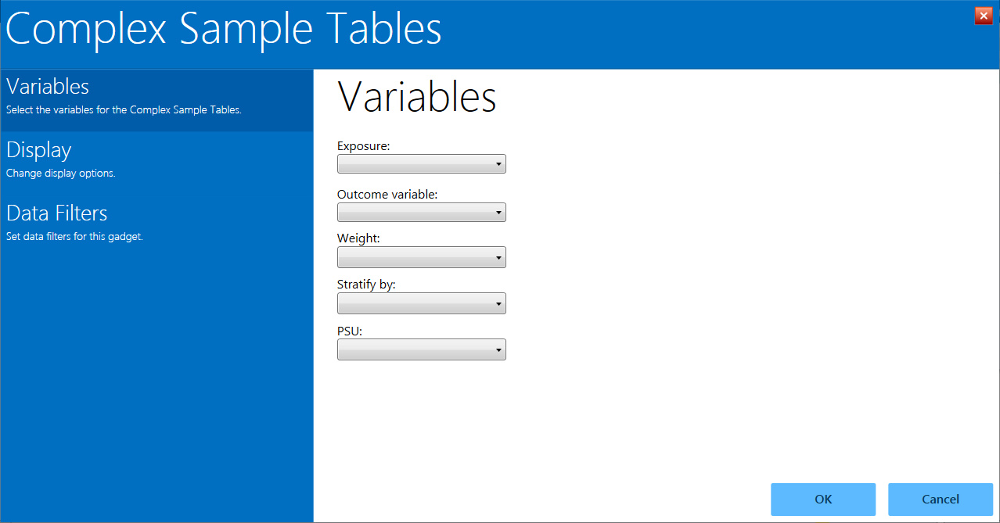 Complex Sample Tables
Variables
Select the variables for the Complex Sample Tables.
Display
Change display options.
Data Filters
Set data filters for this gadget.
Variables
Exposure:
Outcome variable:
Weight:
Stratify by:
PSU:
OK
Cancel